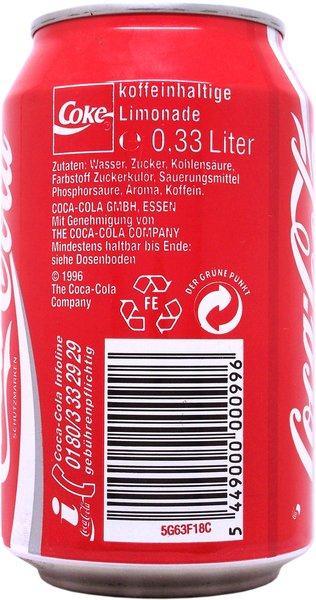 Coke
koffeinhaltige
Limonade
℮ 0.33 Liter
Zutaten: Wasser, Zucker, Kohlensäure,
Farbstoff Zuckerkulör, Säuerungsmittel
Phosphorsäure, Aroma, Koffein.
COCA-COLA GMBH, ESSEN
Mit Genehmigung von
THE COCA-COLA COMPANY
Mindestens haltbar bis Ende:
siehe Dosenboden
© 1996
The Coca-Cola
Company
FE
DER GRÜNE PUNKT
Coca-Cola Infoline
0180/3 33 29 29
gebührenpflichtig
SCHUTZMARKEN
5G63F18C
5 449000 000996